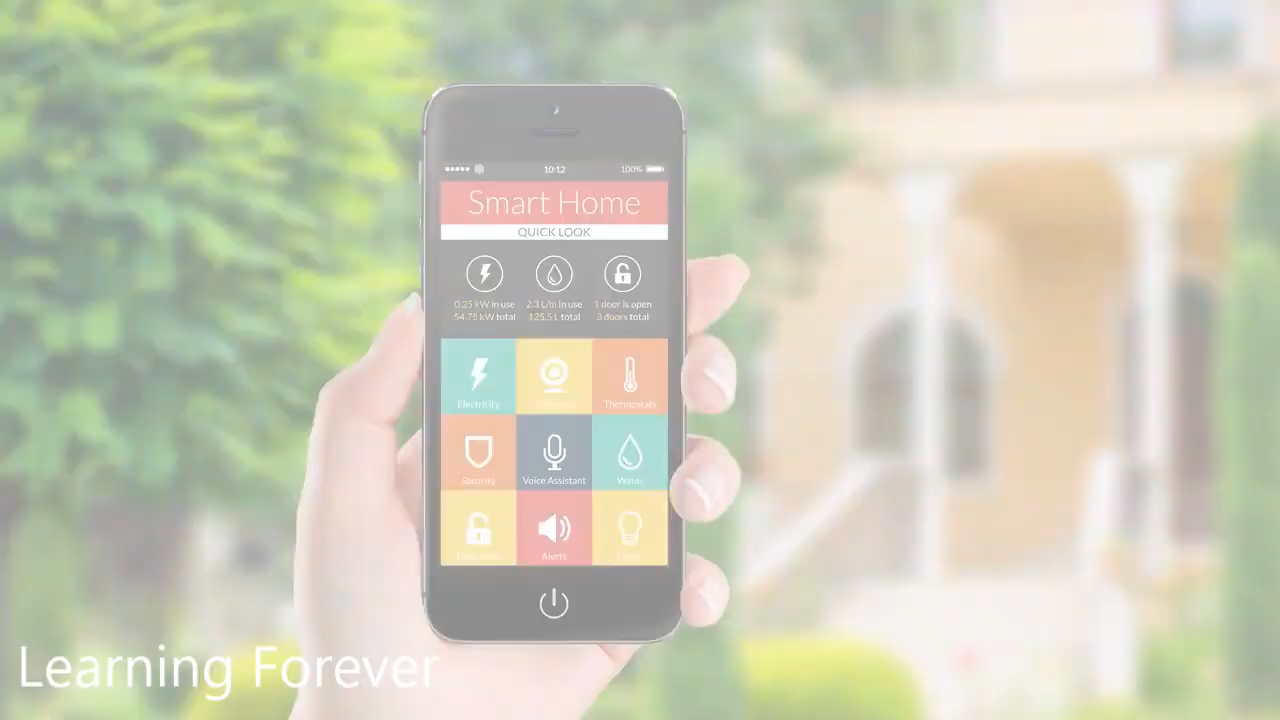 10:12 100%
Smart Home
QUICK LOOK
0.25 kW in use 2.3 L/m in use 1 door is open
54.75 kW total 125.5 L total 3 doors total
Electricity Thermostats
Security Voice Assistant Water
Alerts
Learning Forever